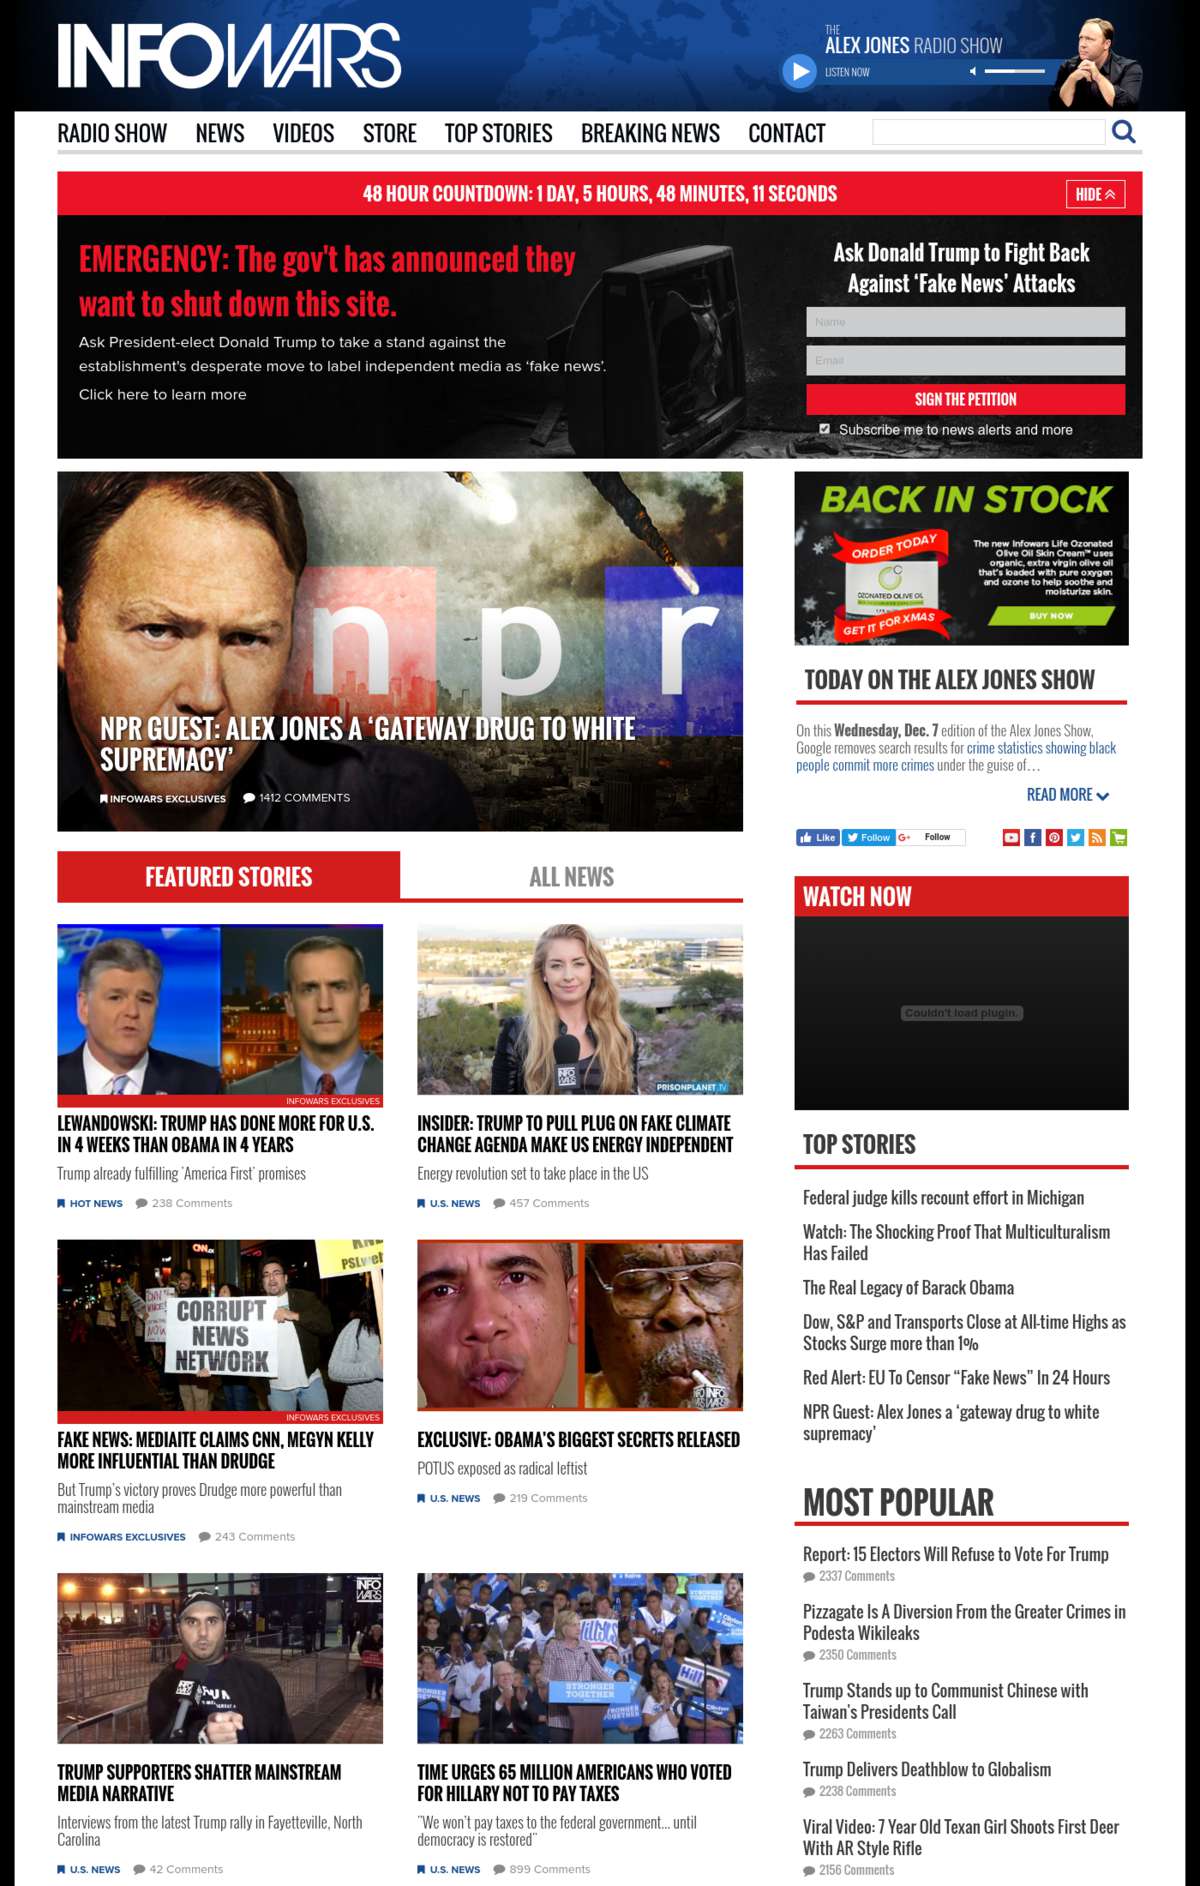 INFOWARS
THE
ALEX JONES RADIO SHOW
LISTEN NOW
RADIO SHOW NEWS VIDEOS STORE TOP STORIES BREAKING NEWS CONTACT
48 HOUR COUNTDOWN: 1 DAY, 5 HOURS, 48 MINUTES, 11 SECONDS
HIDE
EMERGENCY: The gov't has announced they
want to shut down this site.
Ask President-elect Donald Trump to take a stand against the
establishment's desperate move to label independent media as ‘fake news’.
Click here to learn more
Ask Donald Trump to Fight Back
Against ‘Fake News’ Attacks
Name
Email
SIGN THE PETITION
Subscribe me to news alerts and more
npr
NPR GUEST: ALEX JONES A ‘GATEWAY DRUG TO WHITE
SUPREMACY’
INFOWARS EXCLUSIVES 1412 COMMENTS
BACK IN STOCK
ORDER TODAY
OZONATED OLIVE OIL
GET IT FOR XMAS
The new Infowars Life Ozonated
Olive Oil Skin Cream™ uses
organic, extra virgin olive oil
that's loaded with pure oxygen
and ozone to help soothe and
moisturize skin.
BUY NOW
TODAY ON THE ALEX JONES SHOW
On this Wednesday, Dec. 7 edition of the Alex Jones Show,
Google removes search results for crime statistics showing black
people commit more crimes under the guise of…
READ MORE
Like Follow G+ Follow
FEATURED STORIES
ALL NEWS
INFOWARS EXCLUSIVES
LEWANDOWSKI: TRUMP HAS DONE MORE FOR U.S.
IN 4 WEEKS THAN OBAMA IN 4 YEARS
Trump already fulfilling ‘America First’ promises
HOT NEWS 238 Comments
INFO
WARS
PRISONPLANET.TV
INSIDER: TRUMP TO PULL PLUG ON FAKE CLIMATE
CHANGE AGENDA MAKE US ENERGY INDEPENDENT
Energy revolution set to take place in the US
U.S. NEWS 457 Comments
CNN
PSLweb
CORRUPT
NEWS
NETWORK
INFOWARS EXCLUSIVES
FAKE NEWS: MEDIAITE CLAIMS CNN, MEGYN KELLY
MORE INFLUENTIAL THAN DRUDGE
But Trump’s victory proves Drudge more powerful than
mainstream media
INFOWARS EXCLUSIVES 243 Comments
INFO
WARS
EXCLUSIVE: OBAMA’S BIGGEST SECRETS RELEASED
POTUS exposed as radical leftist
U.S. NEWS 219 Comments
INFO
WARS
TRUMP SUPPORTERS SHATTER MAINSTREAM
MEDIA NARRATIVE
Interviews from the latest Trump rally in Fayetteville, North
Carolina
U.S. NEWS 42 Comments
STRONGER
TOGETHER
TIME URGES 65 MILLION AMERICANS WHO VOTED
FOR HILLARY NOT TO PAY TAXES
"We won’t pay taxes to the federal government... until
democracy is restored"
U.S. NEWS 899 Comments
WATCH NOW
Couldn't load plugin.
TOP STORIES
Federal judge kills recount effort in Michigan
Watch: The Shocking Proof That Multiculturalism
Has Failed
The Real Legacy of Barack Obama
Dow, S&P and Transports Close at All-time Highs as
Stocks Surge more than 1%
Red Alert: EU To Censor “Fake News” In 24 Hours
NPR Guest: Alex Jones a ‘gateway drug to white
supremacy’
MOST POPULAR
Report: 15 Electors Will Refuse to Vote For Trump
2337 Comments
Pizzagate Is A Diversion From the Greater Crimes in
Podesta Wikileaks
2350 Comments
Trump Stands up to Communist Chinese with
Taiwan’s Presidents Call
2263 Comments
Trump Delivers Deathblow to Globalism
2238 Comments
Viral Video: 7 Year Old Texan Girl Shoots First Deer
With AR Style Rifle
2156 Comments